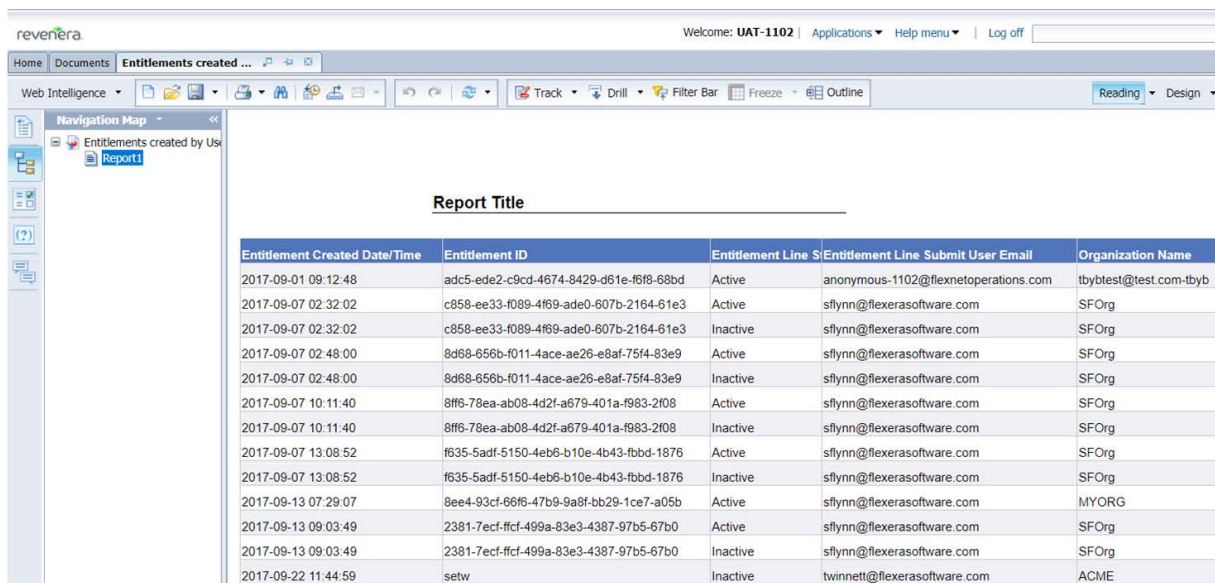 revenera
Welcome: UAT-1102 | Applications Help menu | Log off
Home Documents Entitlements created ...
Web Intelligence Track Drill Filter Bar Freeze Outline Reading Design
Navigation Map «
Entitlements created by Use
Report1
Report Title
Entitlement Created Date/Time Entitlement ID Entitlement Line S Entitlement Line Submit User Email Organization Name
2017-09-01 09:12:48 adc5-ede2-c9cd-4674-8429-d61e-f6f8-68bd Active anonymous-1102@flexnetoperations.com tbybtest@test.com-tbyb
2017-09-07 02:32:02 c858-ee33-f089-4f69-ade0-607b-2164-61e3 Active sflynn@flexerasoftware.com SFOrg
2017-09-07 02:32:02 c858-ee33-f089-4f69-ade0-607b-2164-61e3 Inactive sflynn@flexerasoftware.com SFOrg
2017-09-07 02:48:00 8d68-656b-f011-4ace-ae26-e8af-75f4-83e9 Active sflynn@flexerasoftware.com SFOrg
2017-09-07 02:48:00 8d68-656b-f011-4ace-ae26-e8af-75f4-83e9 Inactive sflynn@flexerasoftware.com SFOrg
2017-09-07 10:11:40 8ff6-78ea-ab08-4d2f-a679-401a-f983-2f08 Active sflynn@flexerasoftware.com SFOrg
2017-09-07 10:11:40 8ff6-78ea-ab08-4d2f-a679-401a-f983-2f08 Inactive sflynn@flexerasoftware.com SFOrg
2017-09-07 13:08:52 f635-5adf-5150-4eb6-b10e-4b43-fbbd-1876 Active sflynn@flexerasoftware.com SFOrg
2017-09-07 13:08:52 f635-5adf-5150-4eb6-b10e-4b43-fbbd-1876 Inactive sflynn@flexerasoftware.com SFOrg
2017-09-13 07:29:07 8ee4-93cf-66f6-47b9-9a8f-bb29-1ce7-a05b Active sflynn@flexerasoftware.com MYORG
2017-09-13 09:03:49 2381-7ecf-ffcf-499a-83e3-4387-97b5-67b0 Active sflynn@flexerasoftware.com SFOrg
2017-09-13 09:03:49 2381-7ecf-ffcf-499a-83e3-4387-97b5-67b0 Inactive sflynn@flexerasoftware.com SFOrg
2017-09-22 11:44:59 setw Inactive twinnett@flexerasoftware.com ACME